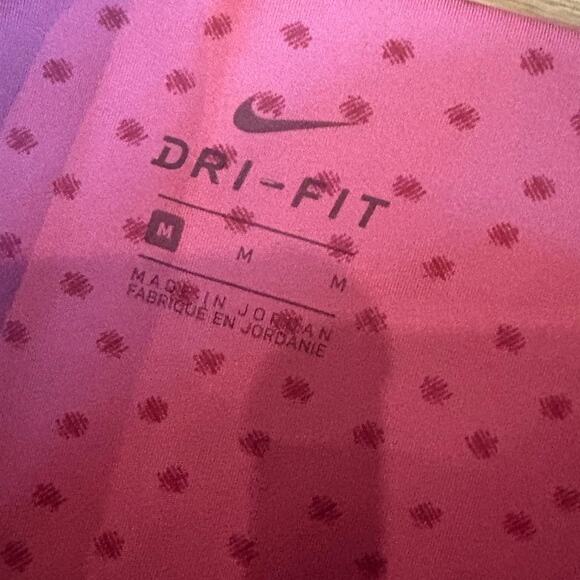 DRI-FIT
M M M
MADE IN JORDAN
FABRIQUE EN JORDANIE